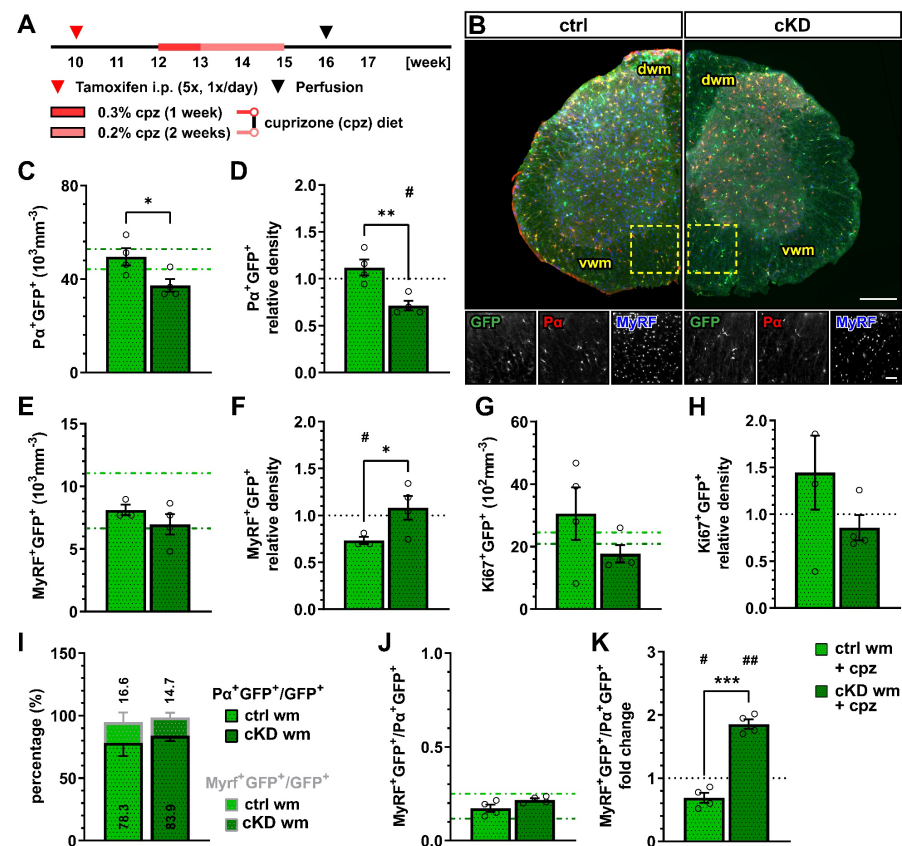 A
10 12 13 14 15 16 17 [week]
Tamoxifen i.p. (5x, 1x/day) Perfusion
0.3% cpz (1 week)
0.2% cpz (2 weeks)
cuprizone (cpz) diet
B
ctrl cKD
dwm dwm
vwm vwm
GFP Pα MyRF GFP Pα MyRF
C
Pα⁺GFP⁺ (10³mm⁻³)
80
40
0
*
D
Pα⁺GFP⁺
relative density
2.0
1.5
1.0
0.5
0.0
#
**
E
MyRF⁺GFP⁺ (10³mm⁻³)
15
10
5
0
F
MyRF⁺GFP⁺
relative density
2.0
1.5
1.0
0.5
0.0
#
*
G
Ki67⁺GFP⁺ (10²mm⁻³)
60
40
20
0
H
Ki67⁺GFP⁺
relative density
2.0
1.5
1.0
0.5
0.0
I
percentage (%)
150
100
50
0
16.6 14.7
78.3 83.9
Pα⁺GFP⁺/GFP⁺
ctrl wm
cKD wm
Myrf⁺GFP⁺/GFP⁺
ctrl wm
cKD wm
J
MyRF⁺GFP⁺/Pα⁺GFP⁺
1.0
0.5
0.0
K
MyRF⁺GFP⁺/Pα⁺GFP⁺
fold change
3
2
1
0
# ##
***
ctrl wm
+ cpz
cKD wm
+ cpz